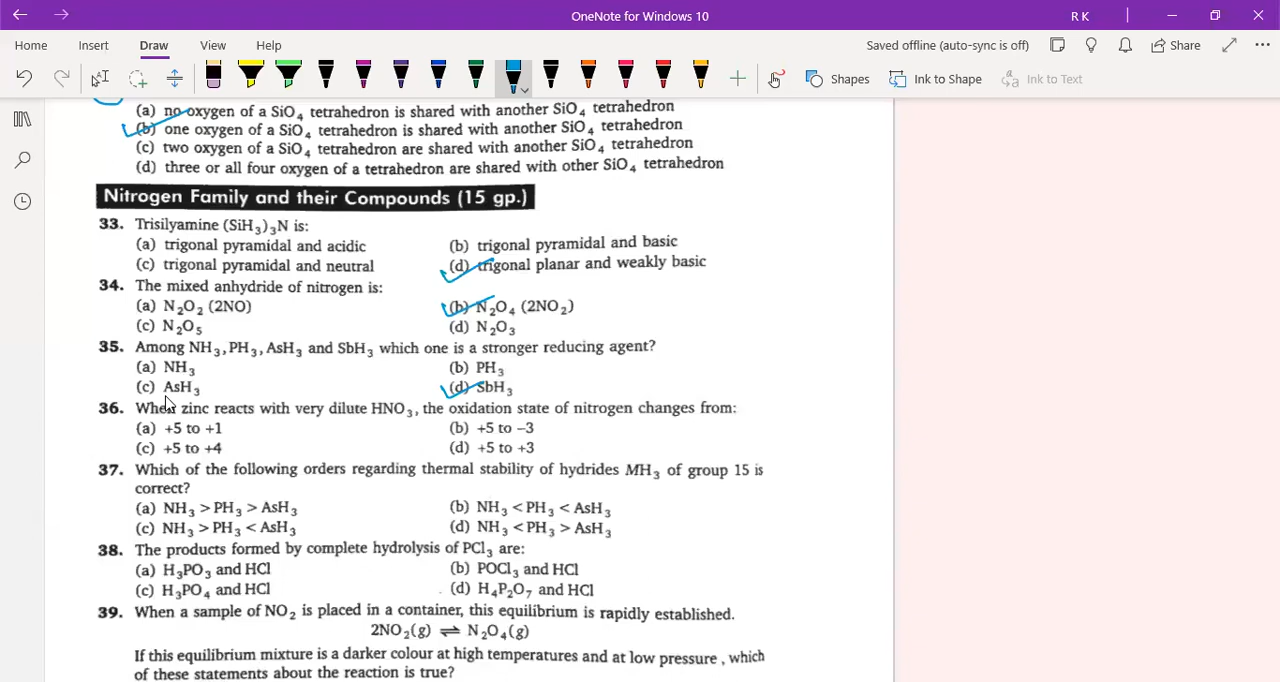 OneNote for Windows 10
R K
Home Insert Draw View Help
Saved offline (auto-sync is off)
Share
Shapes
Ink to Shape
Ink to Text
(a) no oxygen of a SiO4 tetrahedron is shared with another SiO4 tetrahedron
(b) one oxygen of a SiO4 tetrahedron is shared with another SiO4 tetrahedron
(c) two oxygen of a SiO4 tetrahedron are shared with another SiO4 tetrahedron
(d) three or all four oxygen of a tetrahedron are shared with other SiO4 tetrahedron
Nitrogen Family and their Compounds (15 gp.)
33. Trisilyamine (SiH3)3N is:
(a) trigonal pyramidal and acidic (b) trigonal pyramidal and basic
(c) trigonal pyramidal and neutral (d) trigonal planar and weakly basic
34. The mixed anhydride of nitrogen is:
(a) N2O2 (2NO) (b) N2O4 (2NO2)
(c) N2O5 (d) N2O3
35. Among NH3, PH3, AsH3 and SbH3 which one is a stronger reducing agent?
(a) NH3 (b) PH3
(c) AsH3 (d) SbH3
36. When zinc reacts with very dilute HNO3, the oxidation state of nitrogen changes from:
(a) +5 to +1 (b) +5 to −3
(c) +5 to +4 (d) +5 to +3
37. Which of the following orders regarding thermal stability of hydrides MH3 of group 15 is
correct?
(a) NH3 > PH3 > AsH3 (b) NH3 < PH3 < AsH3
(c) NH3 > PH3 < AsH3 (d) NH3 < PH3 > AsH3
38. The products formed by complete hydrolysis of PCl3 are:
(a) H3PO3 and HCl (b) POCl3 and HCl
(c) H3PO4 and HCl (d) H4P2O7 and HCl
39. When a sample of NO2 is placed in a container, this equilibrium is rapidly established.
2NO2(g) ⇌ N2O4(g)
If this equilibrium mixture is a darker colour at high temperatures and at low pressure , which
of these statements about the reaction is true?